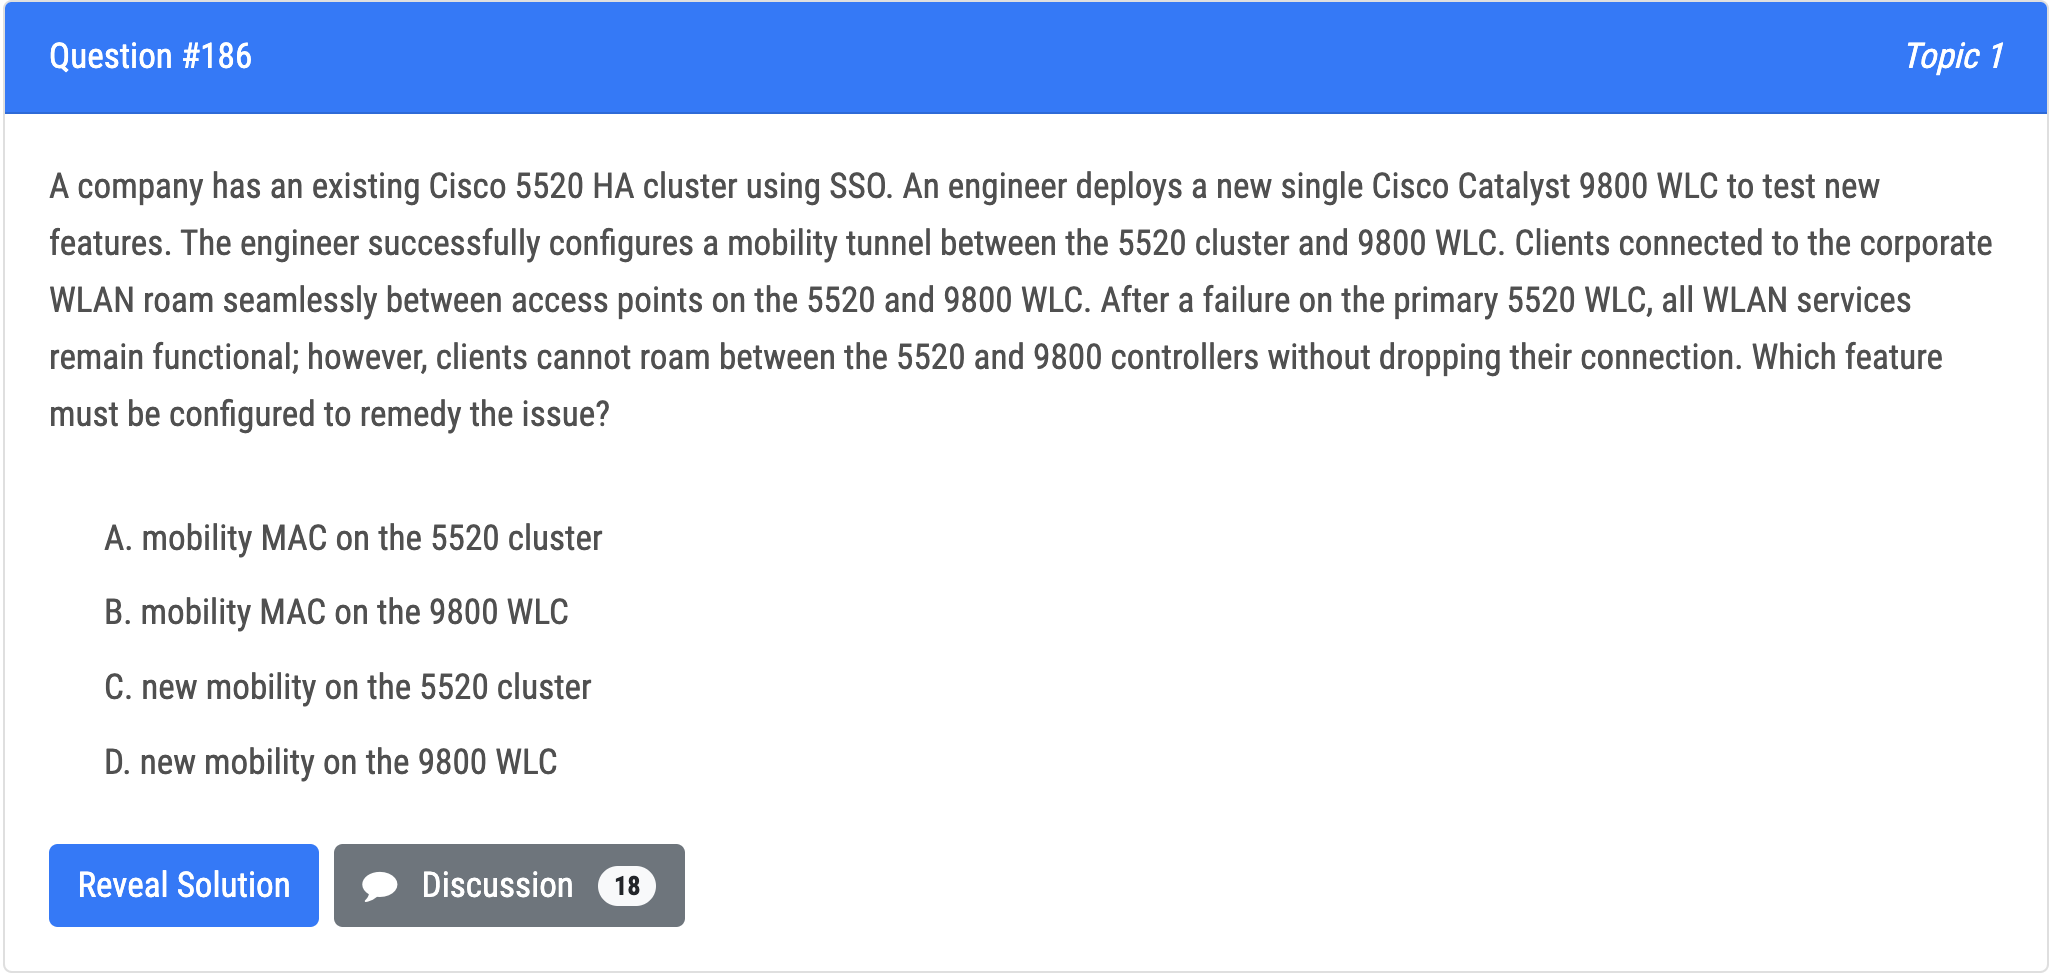 Question #186
Topic 1
A company has an existing Cisco 5520 HA cluster using SSO. An engineer deploys a new single Cisco Catalyst 9800 WLC to test new
features. The engineer successfully configures a mobility tunnel between the 5520 cluster and 9800 WLC. Clients connected to the corporate
WLAN roam seamlessly between access points on the 5520 and 9800 WLC. After a failure on the primary 5520 WLC, all WLAN services
remain functional; however, clients cannot roam between the 5520 and 9800 controllers without dropping their connection. Which feature
must be configured to remedy the issue?
A. mobility MAC on the 5520 cluster
B. mobility MAC on the 9800 WLC
C. new mobility on the 5520 cluster
D. new mobility on the 9800 WLC
Reveal Solution
Discussion 18